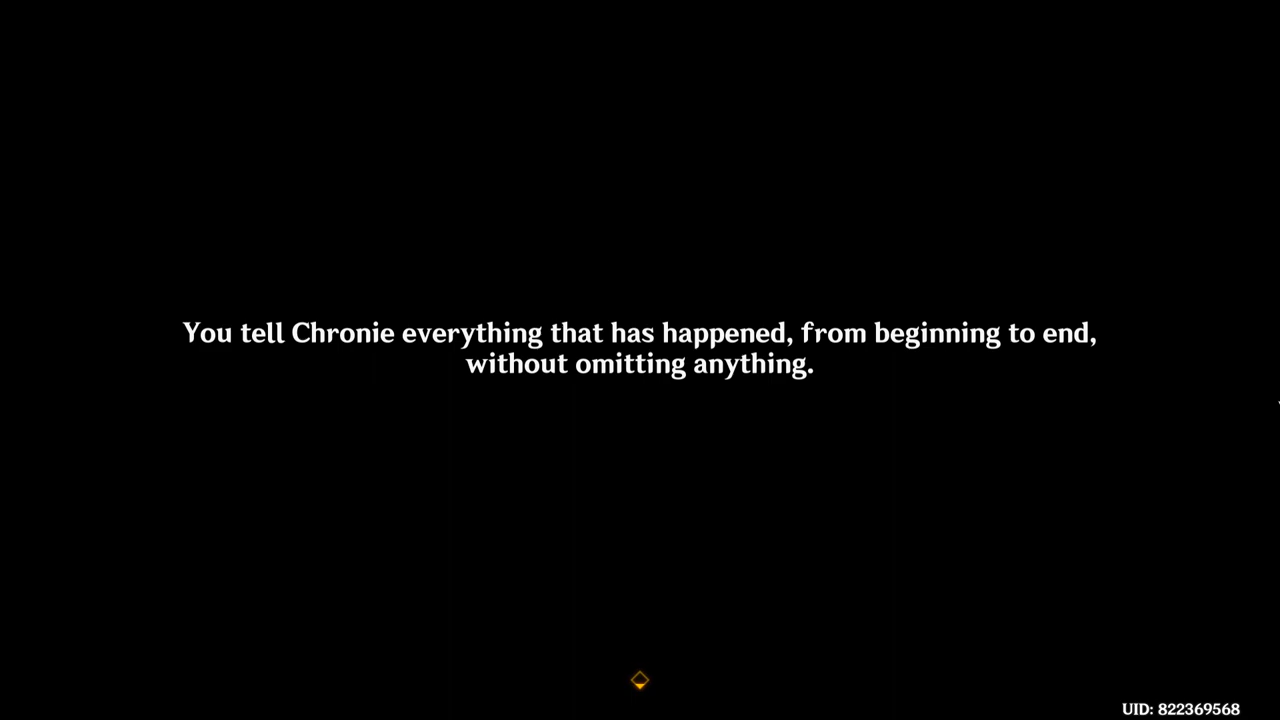 You tell Chronie everything that has happened, from beginning to end,
without omitting anything.
UID: 822369568